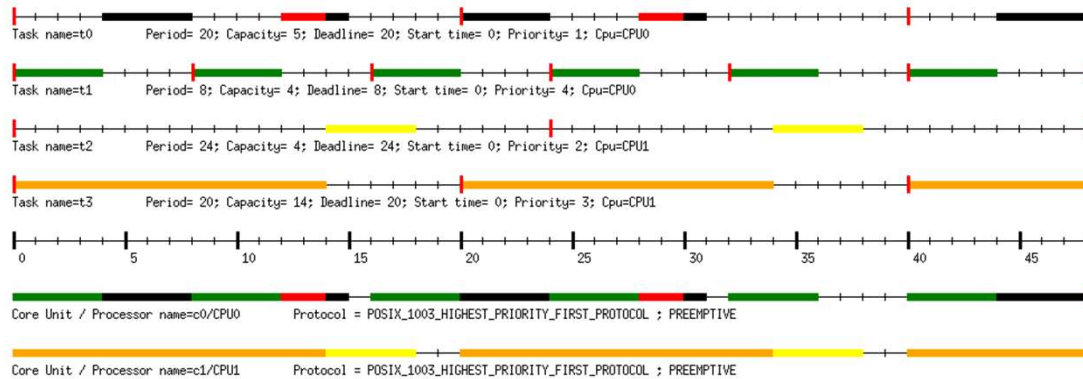 Task name=t0 Period= 20; Capacity= 5; Deadline= 20; Start time= 0; Priority= 1; Cpu=CPU0
Task name=t1 Period= 8; Capacity= 4; Deadline= 8; Start time= 0; Priority= 4; Cpu=CPU0
Task name=t2 Period= 24; Capacity= 4; Deadline= 24; Start time= 0; Priority= 2; Cpu=CPU1
Task name=t3 Period= 20; Capacity= 14; Deadline= 20; Start time= 0; Priority= 3; Cpu=CPU1
0 5 10 15 20 25 30 35 40 45
Core Unit / Processor name=c0/CPU0 Protocol = POSIX_1003_HIGHEST_PRIORITY_FIRST_PROTOCOL ; PREEMPTIVE
Core Unit / Processor name=c1/CPU1 Protocol = POSIX_1003_HIGHEST_PRIORITY_FIRST_PROTOCOL ; PREEMPTIVE